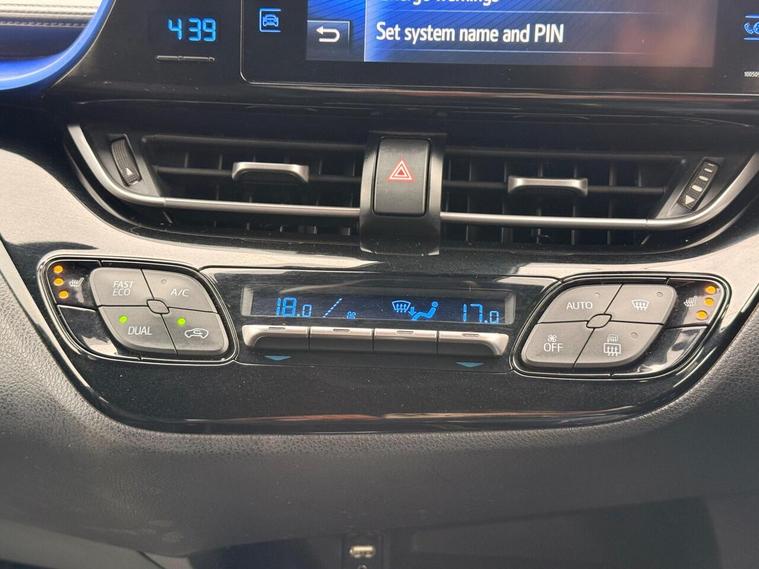 4:39
Set system name and PIN
18.0
17.0
FAST
ECO
A/C
DUAL
AUTO
OFF